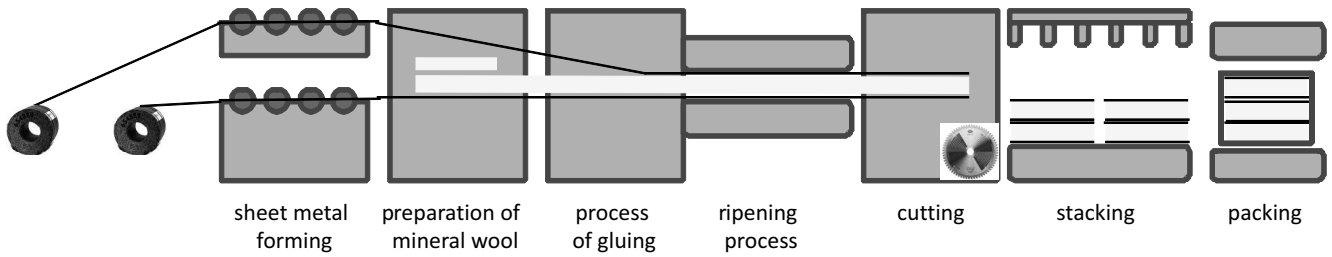 sheet metal
forming
preparation of
mineral wool
process
of gluing
ripening
process
cutting
stacking
packing